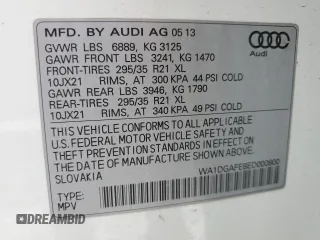 MFD. BY AUDI AG 05 13
GVWR LBS 6889, KG 3125
GAWR FRONT LBS 3241, KG 1470
FRONT-TIRES 295/35 R21 XL
10JX21 RIMS, AT 300 KPA 44 PSI COLD
GAWR REAR LBS 3946, KG 1790
REAR-TIRES 295/35 R21 XL
10JX21 RIMS, AT 340 KPA 49 PSI COLD
Audi
THIS VEHICLE CONFORMS TO ALL APPLICABLE
U.S. FEDERAL MOTOR VEHICLE SAFETY
STANDARDS IN EFFECT ON
THE DATE OF MANUFACTURE SHOWN ABOVE.
SLOVAKIA
TYPE:
MPV
DREAMBID